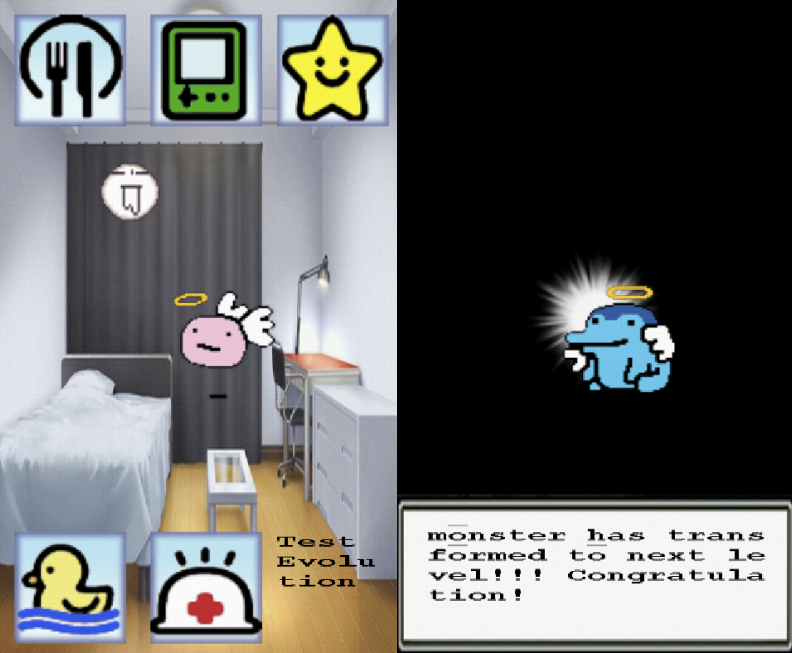 Test
Evolu
tion
monster has trans
formed to next le
vel!!! Congratula
tion!